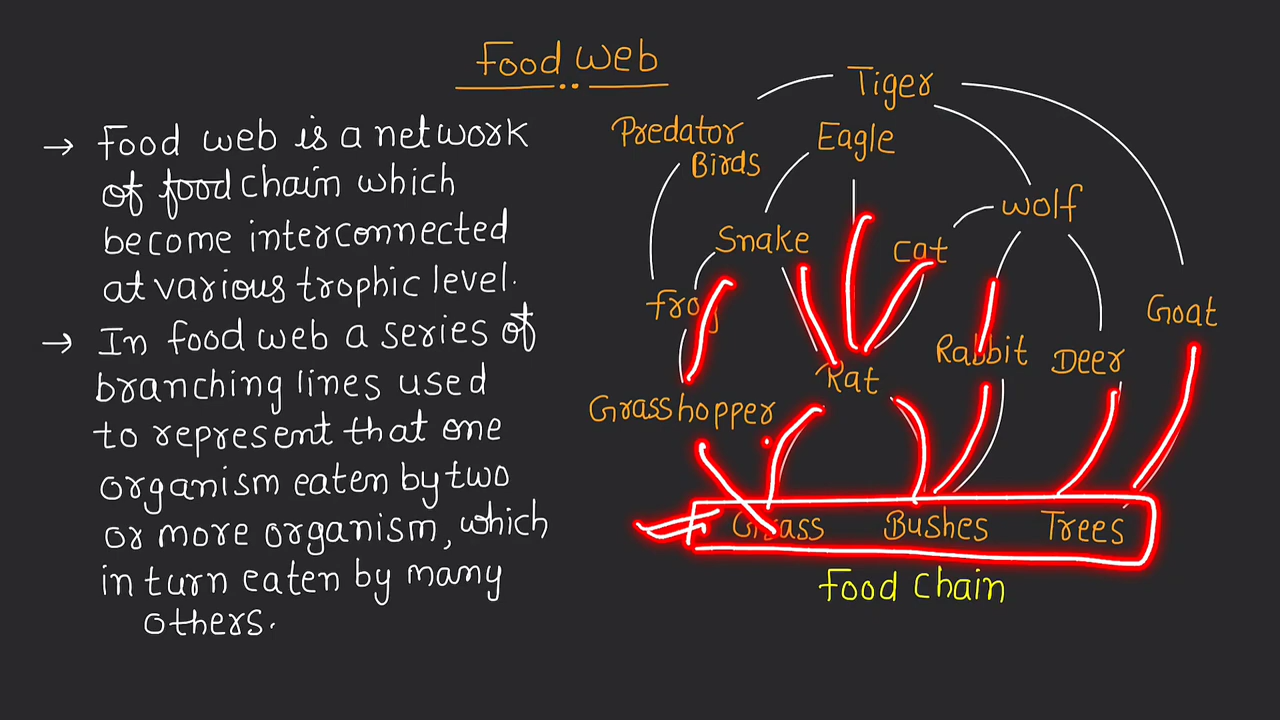 Food Web
→ Food web is a network
of food chain which
become interconnected
at various trophic level.
→ In food web a series of
branching lines used
to represent that one
organism eaten by two
or more organism, which
in turn eaten by many
others.
Tiger
Predator
Birds
Eagle
Wolf
Snake
Cat
Frog
Goat
Rabbit
Deer
Rat
Grasshopper
Grass Bushes Trees
Food Chain